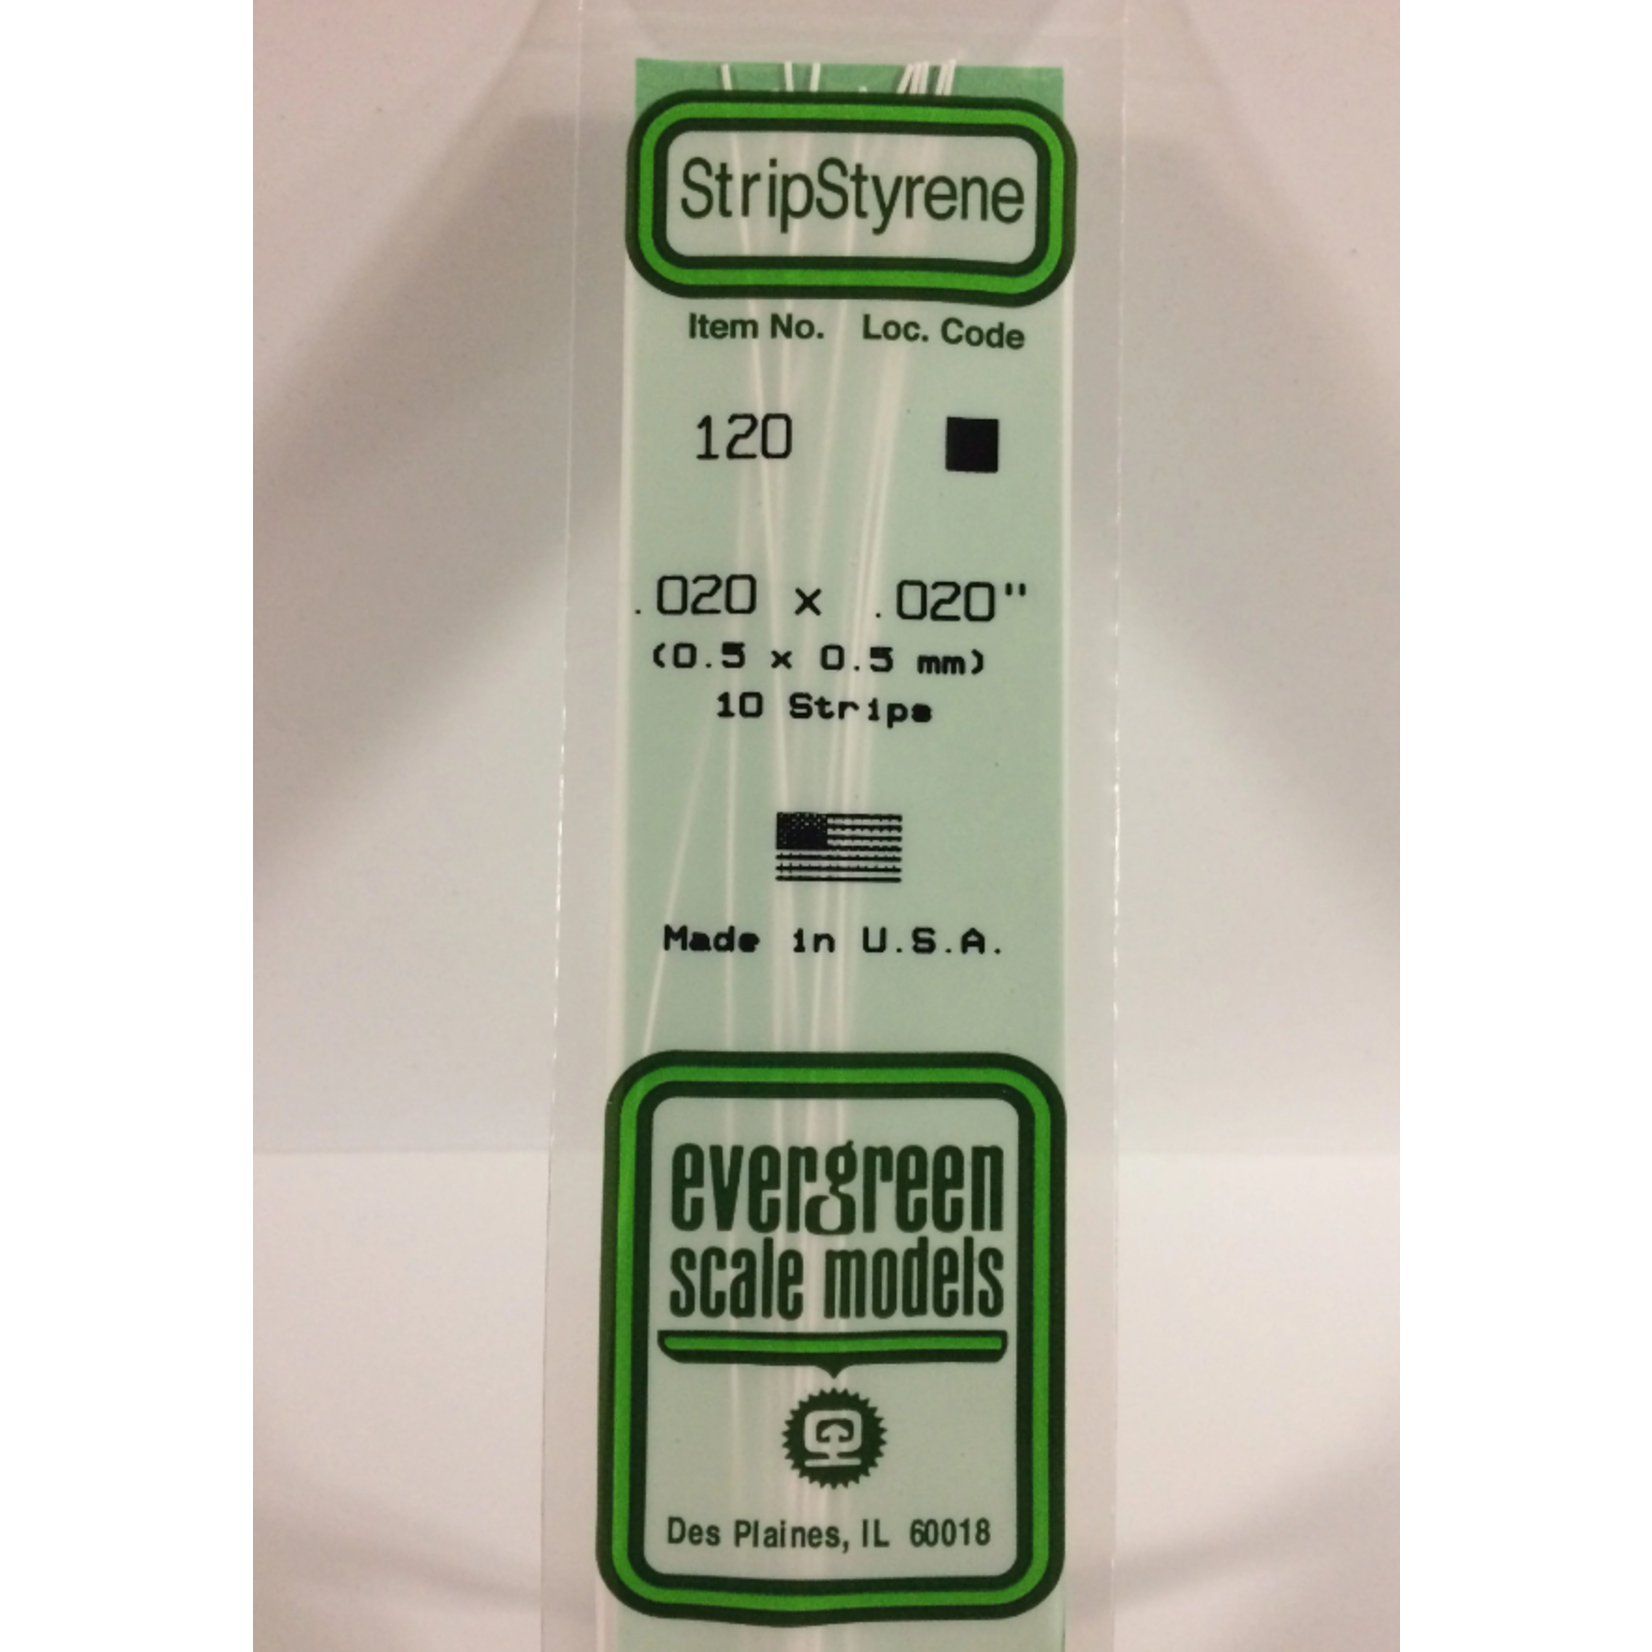 StripStyrene
Item No. Loc. Code
120
.020 x .020"
(0.5 x 0.5 mm)
10 Strips
Made in U.S.A.
evergreen
scale models
Des Plaines, IL 60018